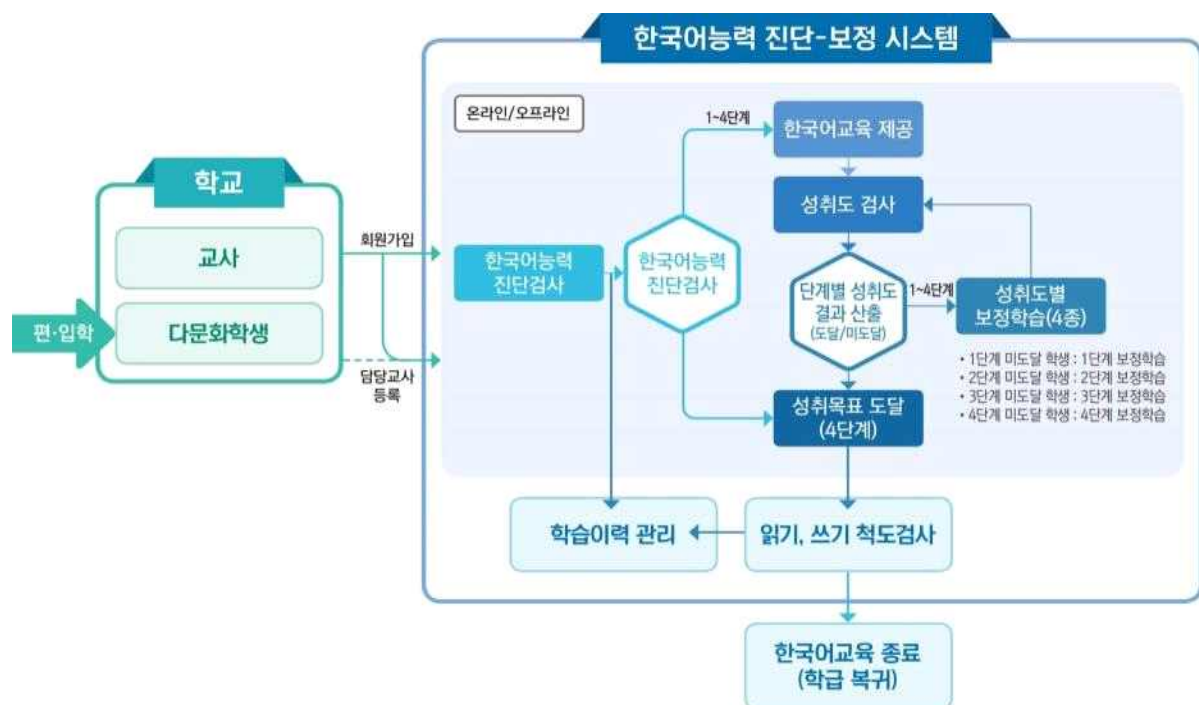 한국어능력 진단-보정 시스템
온라인/오프라인
1~4단계
한국어교육 제공
학교
성취도 검사
교사
회원가입
한국어능력
진단검사
한국어능력
진단검사
단계별 성취도
결과 산출
(도달/미도달)
1~4단계
성취도별
보정학습(4종)
편·입학
다문화학생
담당교사
등록
• 1단계 미도달 학생 : 1단계 보정학습
• 2단계 미도달 학생 : 2단계 보정학습
• 3단계 미도달 학생 : 3단계 보정학습
• 4단계 미도달 학생 : 4단계 보정학습
성취목표 도달
(4단계)
학습이력 관리
읽기, 쓰기 척도검사
한국어교육 종료
(학급 복귀)